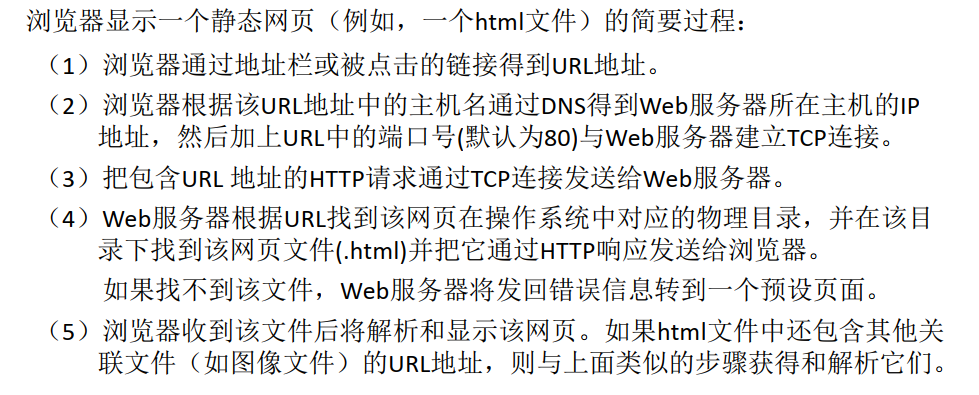 浏览器显示一个静态网页（例如，一个html文件）的简要过程：
（1）浏览器通过地址栏或被点击的链接得到URL地址。
（2）浏览器根据该URL地址中的主机名通过DNS得到Web服务器所在主机的IP
地址，然后加上URL中的端口号(默认为80)与Web服务器建立TCP连接。
（3）把包含URL 地址的HTTP请求通过TCP连接发送给Web服务器。
（4）Web服务器根据URL找到该网页在操作系统中对应的物理目录，并在该目
录下找到该网页文件(.html)并把它通过HTTP响应发送给浏览器。
如果找不到该文件，Web服务器将发回错误信息转到一个预设页面。
（5）浏览器收到该文件后将解析和显示该网页。如果html文件中还包含其他关
联文件（如图像文件）的URL地址，则与上面类似的步骤获得和解析它们。